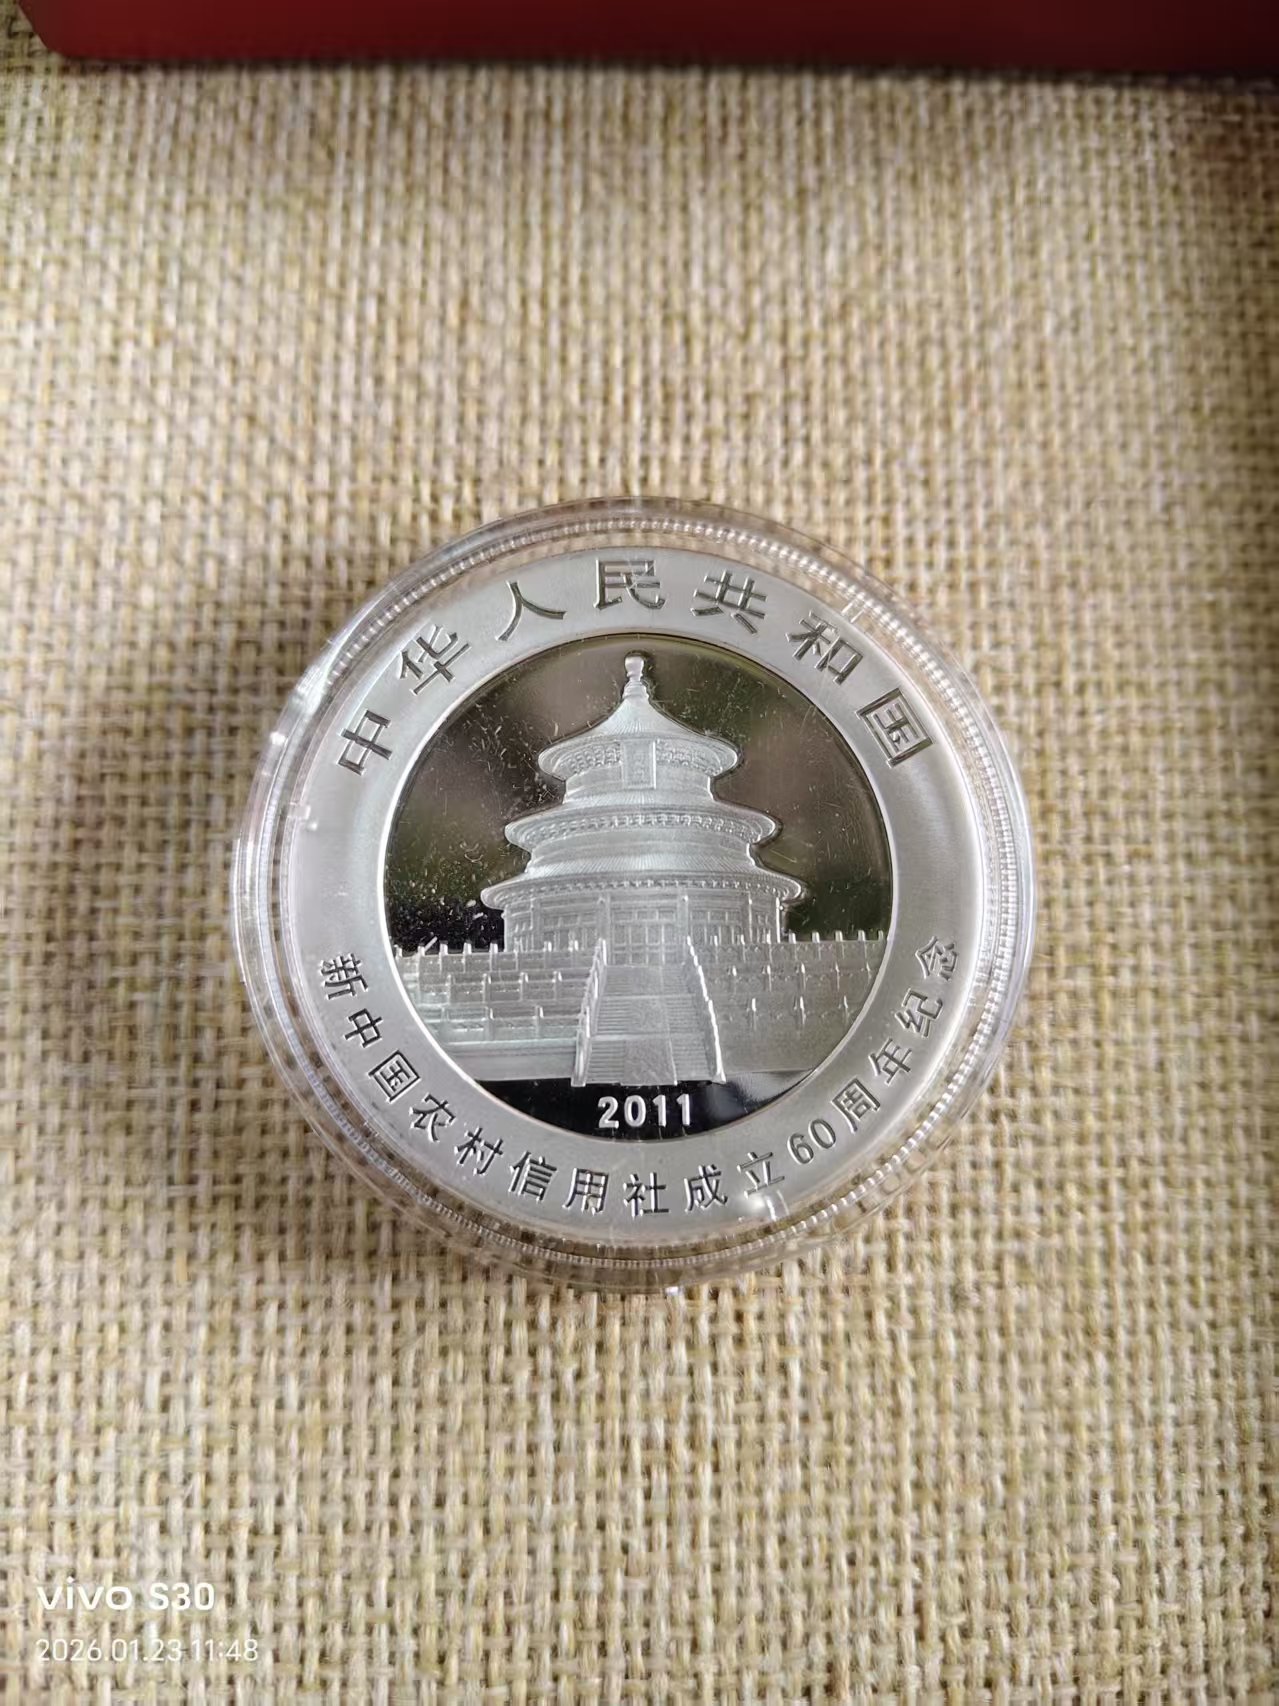 中华人民共和国
2011
新中国农村信用社成立60周年纪念
vivo S30
2026.01.23 11:48